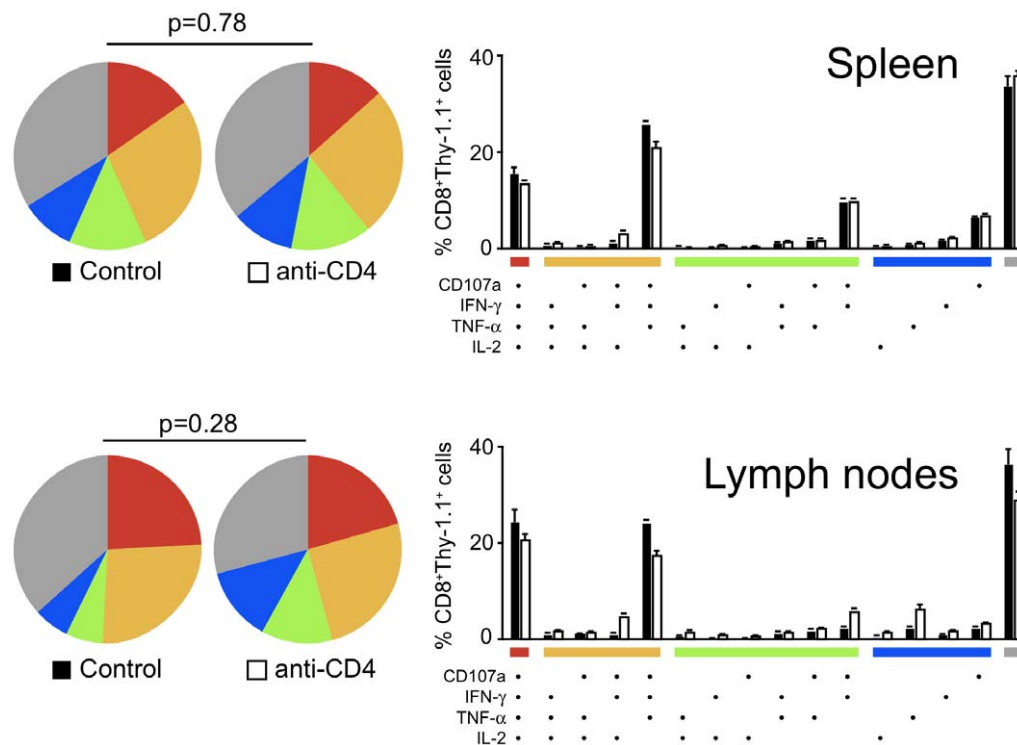 p=0.78
Control
anti-CD4
Spleen
% CD8⁺Thy-1.1⁺ cells
40
20
0
CD107a
IFN-γ
TNF-α
IL-2
p=0.28
Control
anti-CD4
Lymph nodes
% CD8⁺Thy-1.1⁺ cells
40
20
0
CD107a
IFN-γ
TNF-α
IL-2